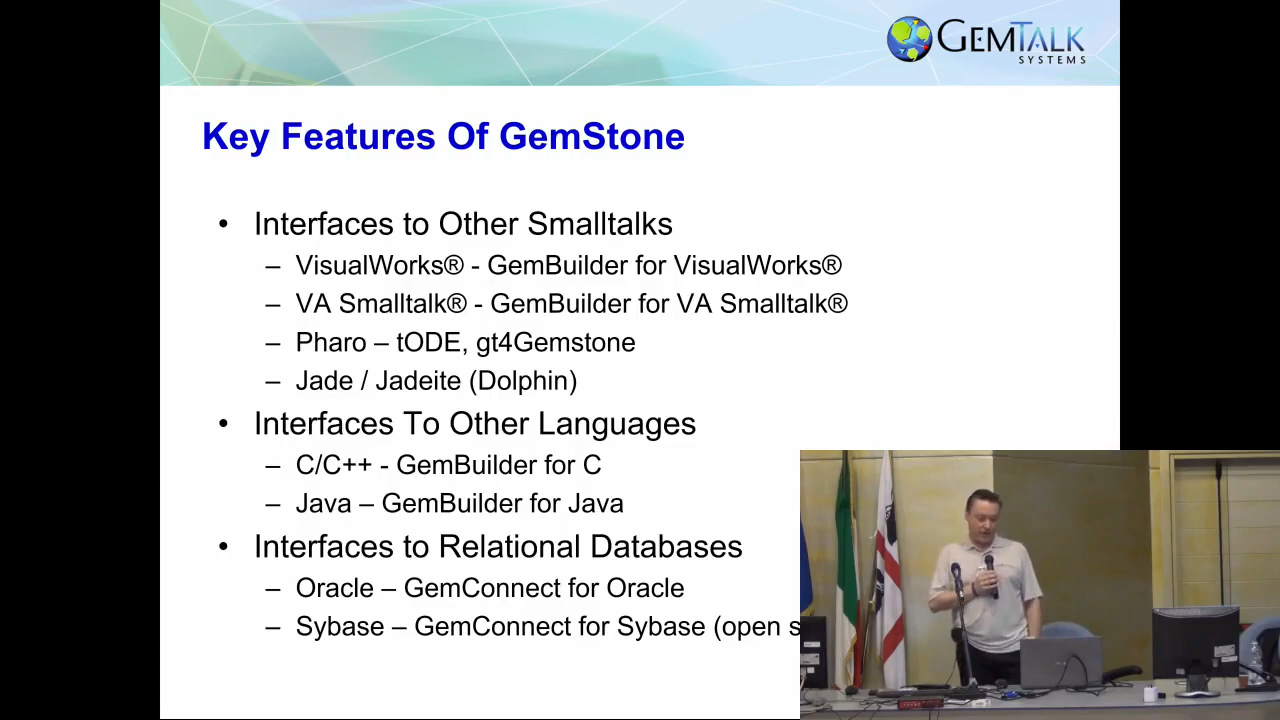 GEMTALK
SYSTEMS
Key Features Of GemStone
• Interfaces to Other Smalltalks
– VisualWorks® - GemBuilder for VisualWorks®
– VA Smalltalk® - GemBuilder for VA Smalltalk®
– Pharo – tODE, gt4Gemstone
– Jade / Jadeite (Dolphin)
• Interfaces To Other Languages
– C/C++ - GemBuilder for C
– Java – GemBuilder for Java
• Interfaces to Relational Databases
– Oracle – GemConnect for Oracle
– Sybase – GemConnect for Sybase (open s